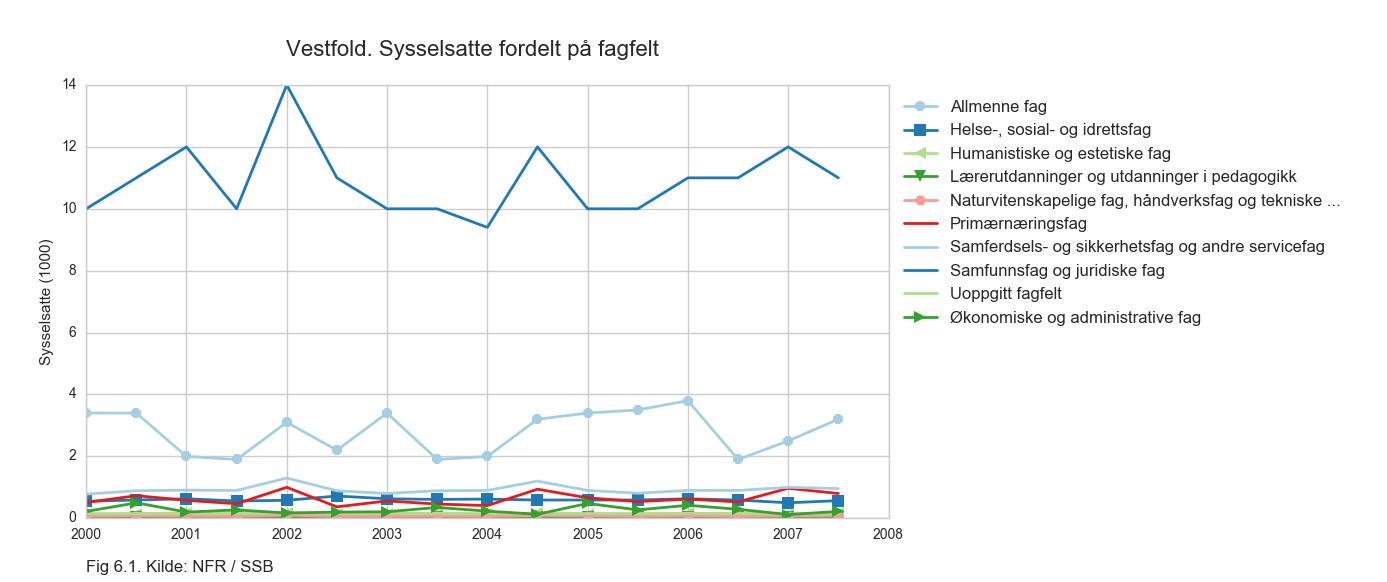 Vestfold. Sysselsatte fordelt på fagfelt
14
12
10
8
6
4
2
0
Sysselsatte (1000)
2000 2001 2002 2003 2004 2005 2006 2007 2008
Allmenne fag
Helse-, sosial- og idrettsfag
Humanistiske og estetiske fag
Lærerutdanninger og utdanninger i pedagogikk
Naturvitenskapelige fag, håndverksfag og tekniske ...
Primærnæringsfag
Samferdsels- og sikkerhetsfag og andre servicefag
Samfunnsfag og juridiske fag
Uoppgitt fagfelt
Økonomiske og administrative fag
Fig 6.1. Kilde: NFR / SSB